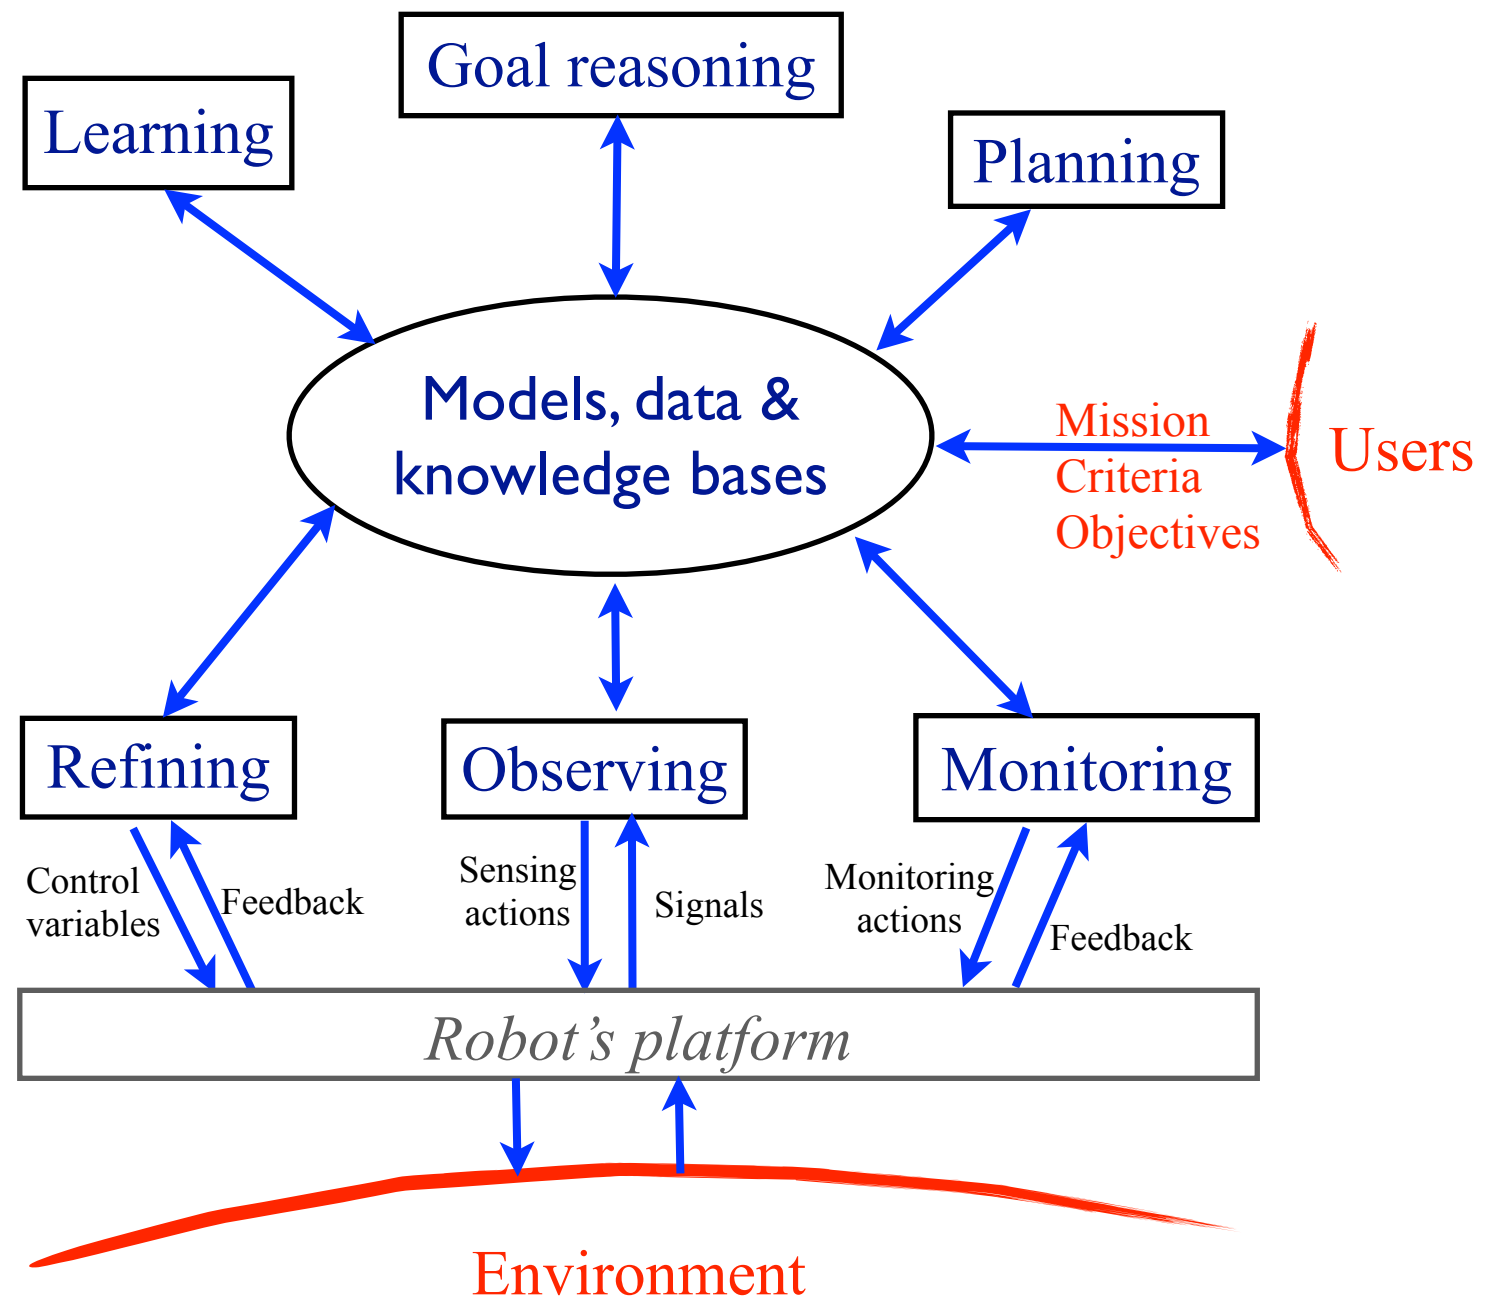 Goal reasoning
Learning
Planning
Models, data &
knowledge bases
Mission
Criteria
Objectives
Users
Refining
Observing
Monitoring
Control
variables
Feedback
Sensing
actions
Signals
Monitoring
actions
Feedback
Robot’s platform
Environment